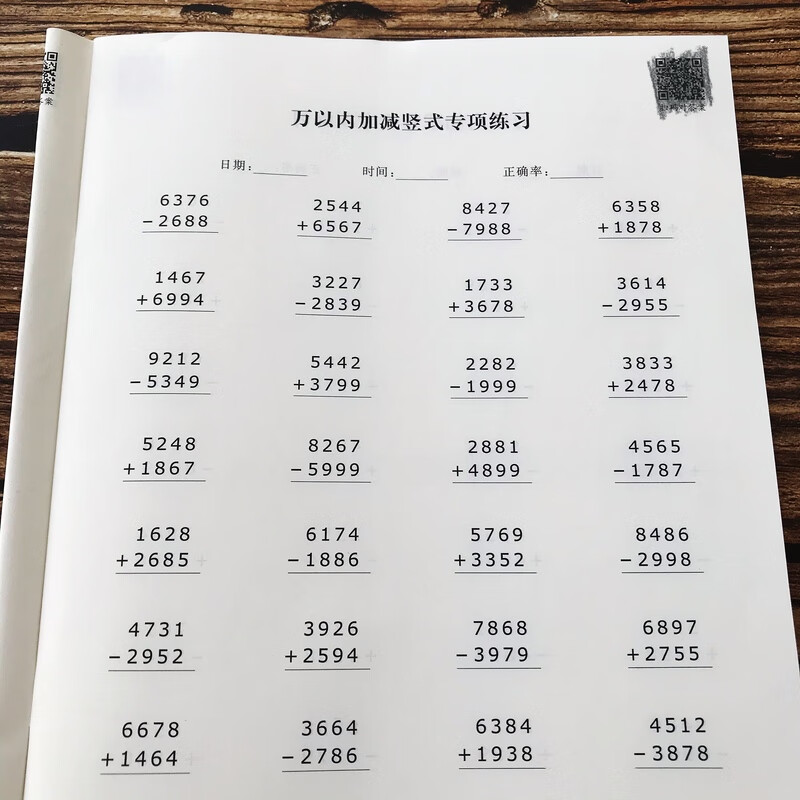 万以内加减竖式专项练习
日期：______ 时间：______ 正确率：______
6376 2544 8427 6358
-2688 +6567 -7988 +1878
1467 3227 1733 3614
+6994 -2839 +3678 -2955
9212 5442 2282 3833
-5349 +3799 -1999 +2478
5248 8267 2881 4565
+1867 -5999 +4899 -1787
1628 6174 5769 8486
+2685 -1886 +3352 -2998
4731 3926 7868 6897
-2952 +2594 -3979 +2755
6678 3664 6384 4512
+1464 -2786 +1938 -3878